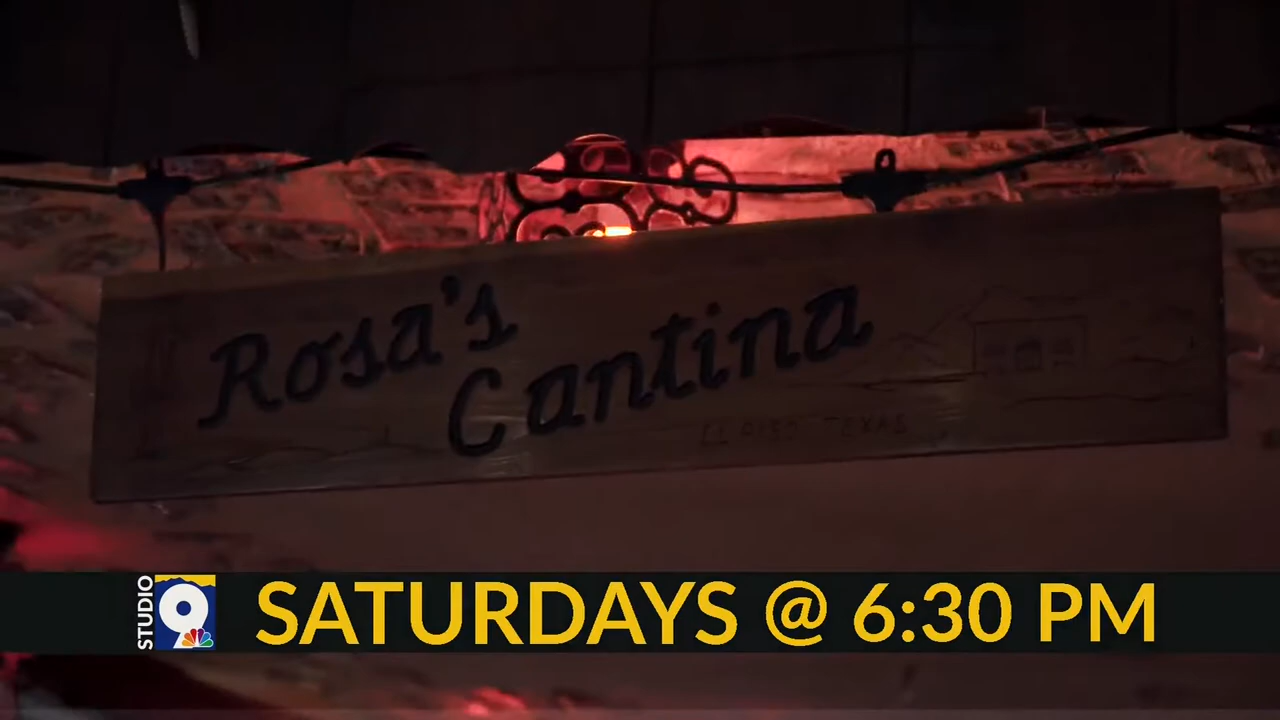 Rosa's
Cantina
EL PASO TEXAS
STUDIO 9
SATURDAYS @ 6:30 PM